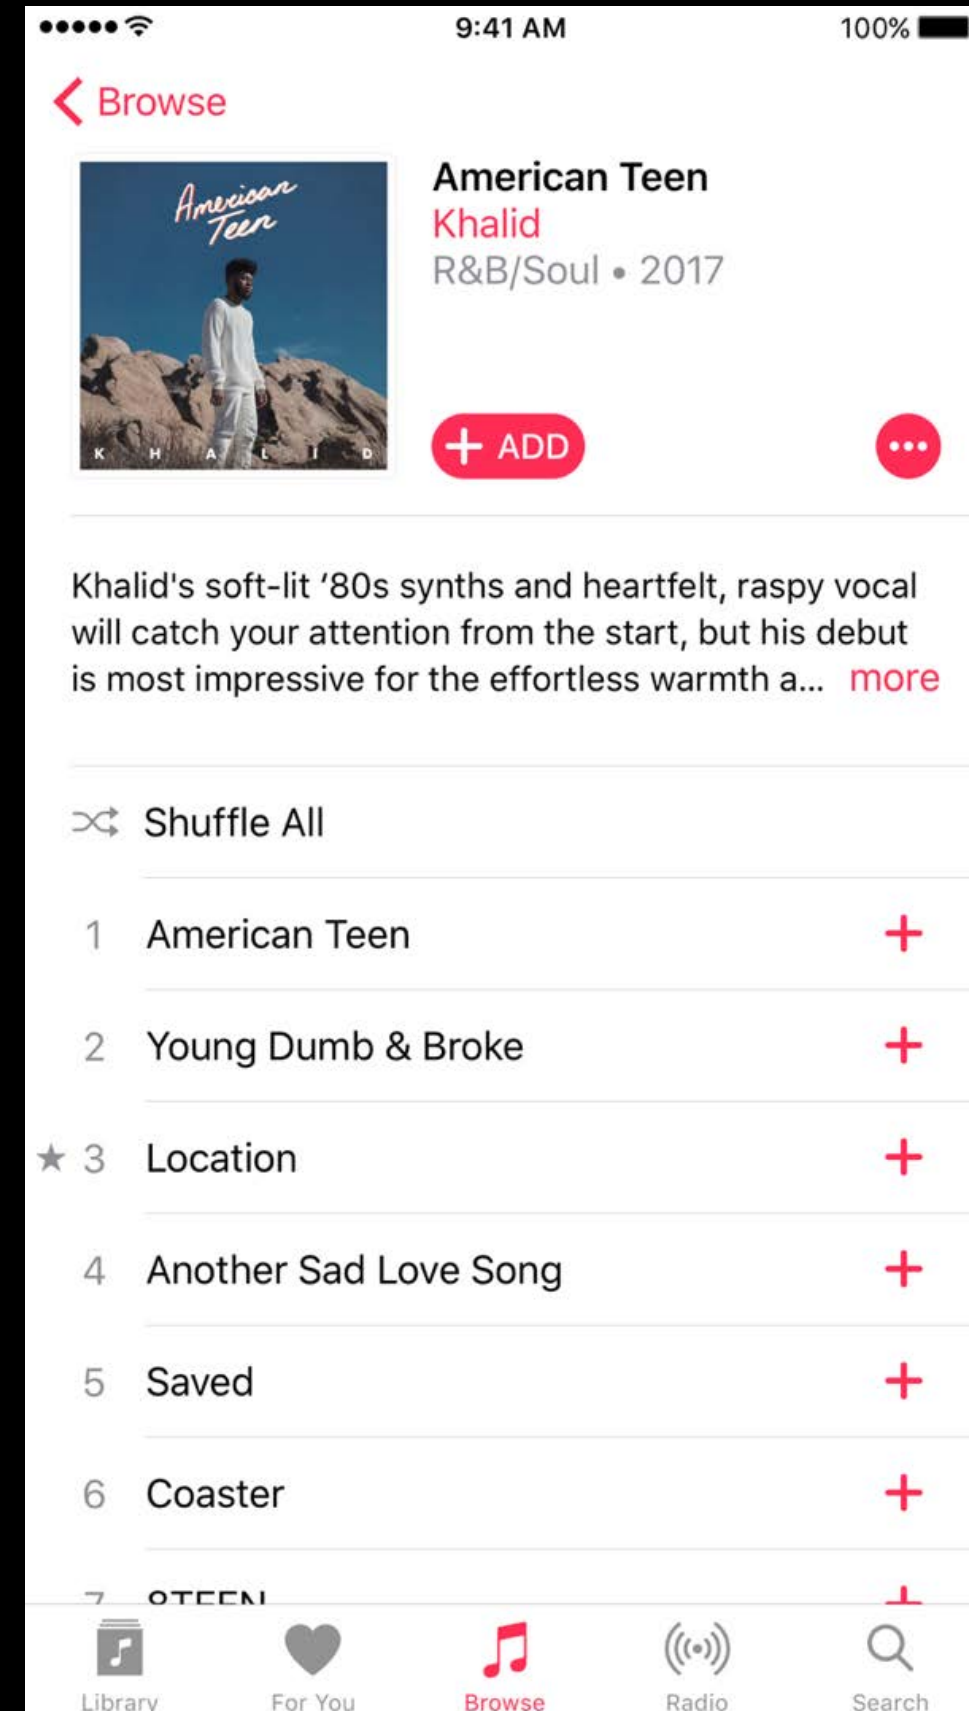 9:41 AM 100%
Browse
American
Teen
K H A L I D
American Teen
Khalid
R&B/Soul • 2017
+ ADD
Khalid's soft-lit ’80s synths and heartfelt, raspy vocal
will catch your attention from the start, but his debut
is most impressive for the effortless warmth a... more
Shuffle All
1 American Teen
2 Young Dumb & Broke
★ 3 Location
4 Another Sad Love Song
5 Saved
6 Coaster
7 8TEEN
Library For You Browse Radio Search